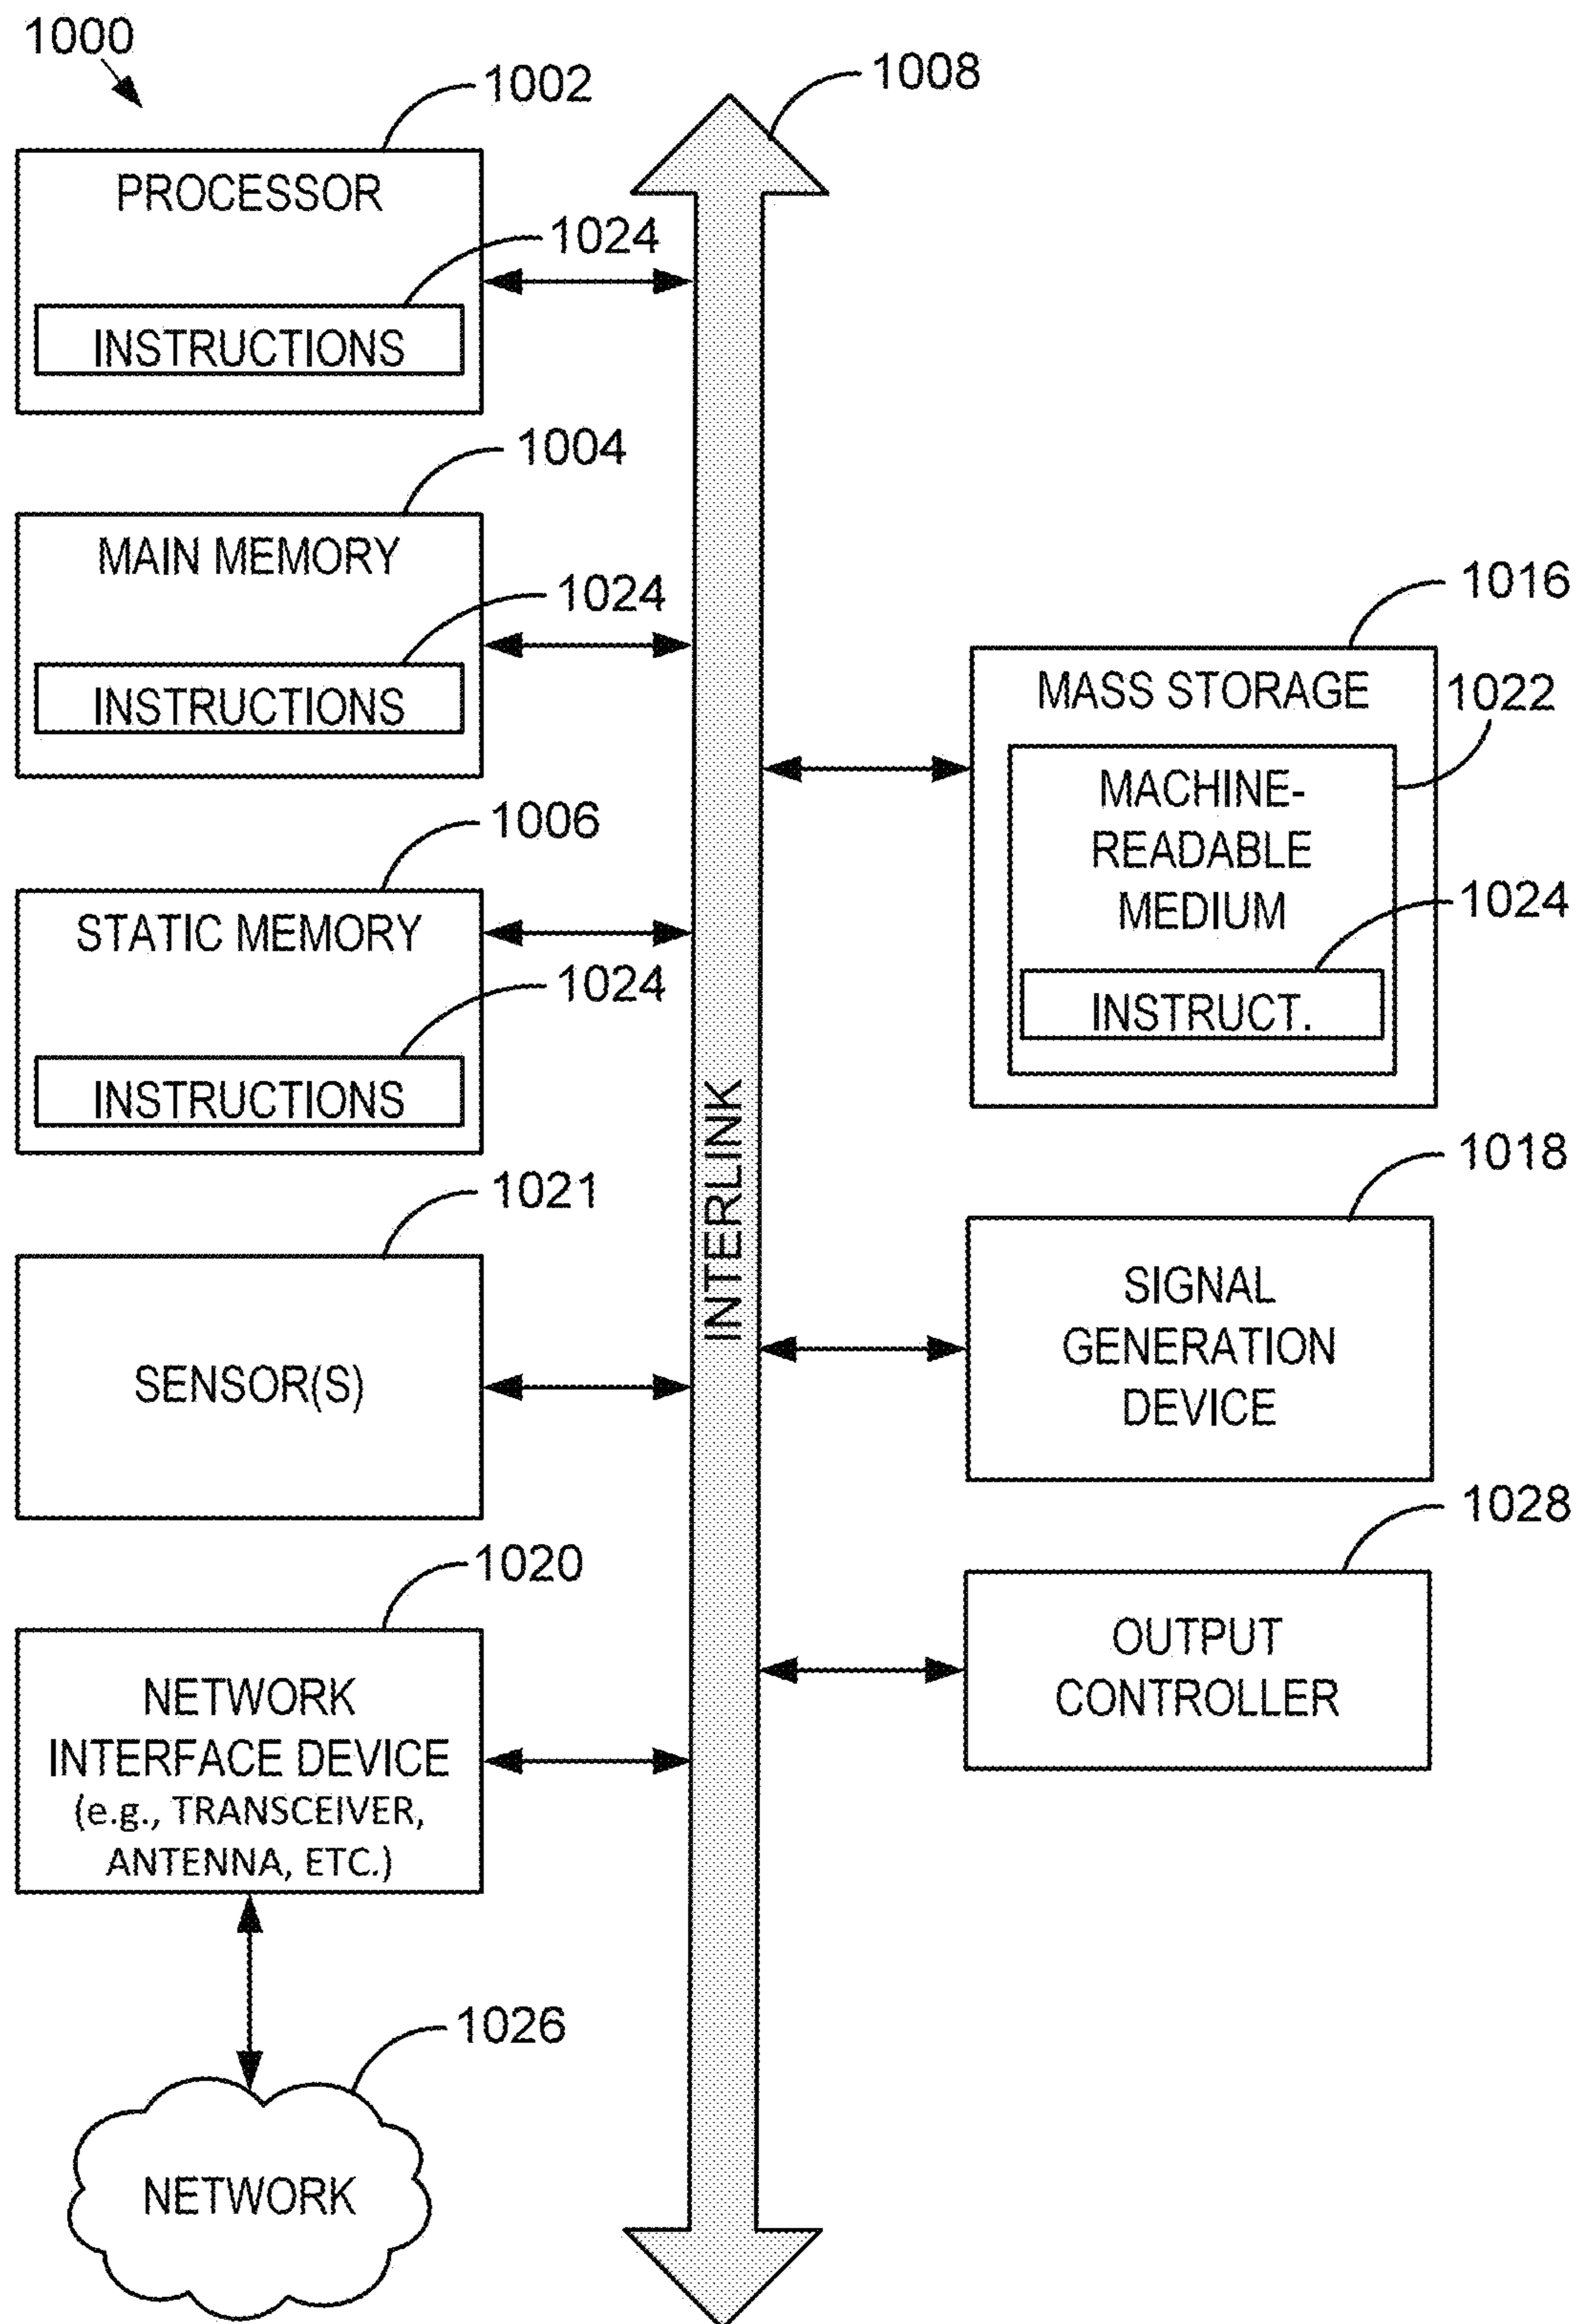 1000
1002
PROCESSOR
1024
INSTRUCTIONS
1004
MAIN MEMORY
1024
INSTRUCTIONS
1006
STATIC MEMORY
1024
INSTRUCTIONS
1021
SENSOR(S)
1020
NETWORK
INTERFACE DEVICE
(e.g., TRANSCEIVER,
ANTENNA, ETC.)
1026
NETWORK
1008
INTERLINK
1016
MASS STORAGE
1022
MACHINE-
READABLE
MEDIUM
1024
INSTRUCT.
1018
SIGNAL
GENERATION
DEVICE
1028
OUTPUT
CONTROLLER